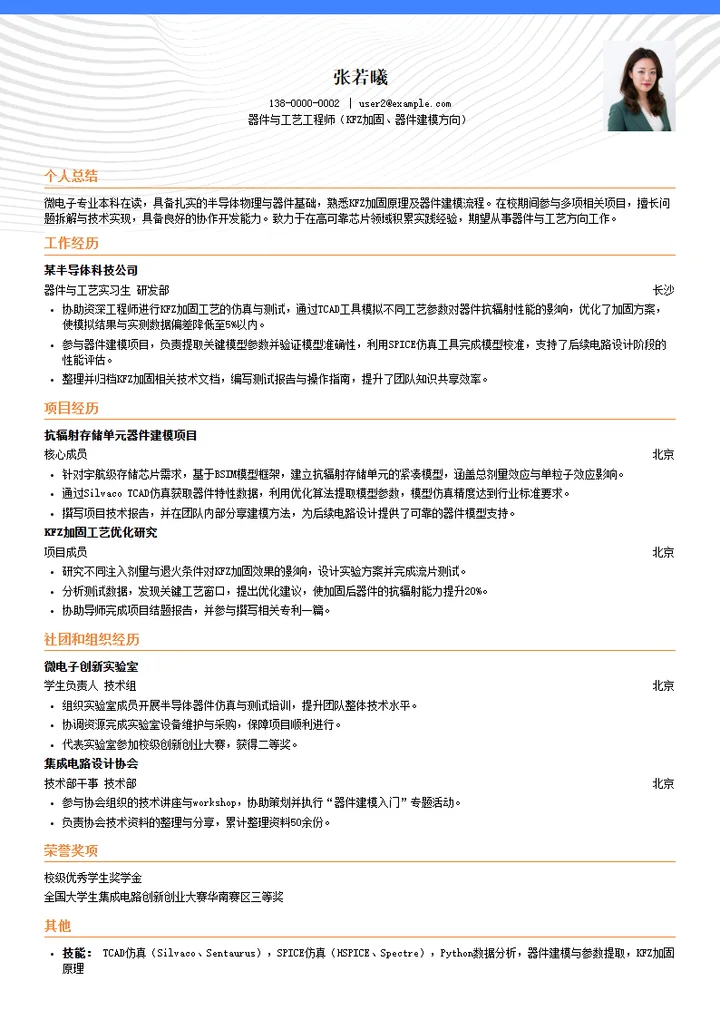 张若曦
138-0000-0002 | user2@example.com
器件与工艺工程师（KFZ加固、器件建模方向）
个人总结
微电子专业本科在读，具备扎实的半导体物理与器件基础，熟悉KFZ加固原理及器件建模流程。在校期间参与多项相关项目，擅长问
题拆解与技术实现，具备良好的协作开发能力。致力于在高可靠芯片领域积累实践经验，期望从事器件与工艺方向工作。
工作经历
某半导体科技公司
器件与工艺实习生 研发部 长沙
• 协助资深工程师进行KFZ加固工艺的仿真与测试，通过TCAD工具模拟不同工艺参数对器件抗辐射性能的影响，优化了加固方案，
使模拟结果与实测数据偏差降低至5%以内。
• 参与器件建模项目，负责提取关键模型参数并验证模型准确性，利用SPICE仿真工具完成模型校准，支持了后续电路设计阶段的
性能评估。
• 整理并归档KFZ加固相关技术文档，编写测试报告与操作指南，提升了团队知识共享效率。
项目经历
抗辐射存储单元器件建模项目
核心成员 北京
• 针对宇航级存储芯片需求，基于BSIM模型框架，建立抗辐射存储单元的紧凑模型，涵盖总剂量效应与单粒子效应影响。
• 通过Silvaco TCAD仿真获取器件特性数据，利用优化算法提取模型参数，模型仿真精度达到行业标准要求。
• 撰写项目技术报告，并在团队内部分享建模方法，为后续电路设计提供了可靠的器件模型支持。
KFZ加固工艺优化研究
项目成员 北京
• 研究不同注入剂量与退火条件对KFZ加固效果的影响，设计实验方案并完成流片测试。
• 分析测试数据，发现关键工艺窗口，提出优化建议，使加固后器件的抗辐射能力提升20%。
• 协助导师完成项目结题报告，并参与撰写相关专利一篇。
社团和组织经历
微电子创新实验室
学生负责人 技术组 北京
• 组织实验室成员开展半导体器件仿真与测试培训，提升团队整体技术水平。
• 协调资源完成实验室设备维护与采购，保障项目顺利进行。
• 代表实验室参加校级创新创业大赛，获得二等奖。
集成电路设计协会
技术部干事 技术部 北京
• 参与协会组织的技术讲座与workshop，协助策划并执行“器件建模入门”专题活动。
• 负责协会技术资料的整理与分享，累计整理资料50余份。
荣誉奖项
校级优秀学生奖学金
全国大学生集成电路创新创业大赛华南赛区三等奖
其他
• 技能： TCAD仿真（Silvaco、Sentaurus），SPICE仿真（HSPICE、Spectre），Python数据分析，器件建模与参数提取，KFZ加固
原理